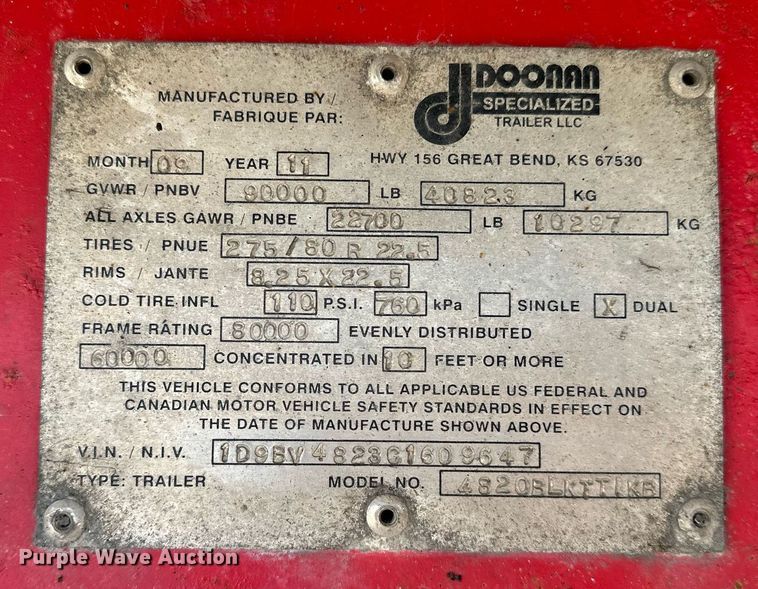 DOONAN
SPECIALIZED
TRAILER LLC
MANUFACTURED BY /
FABRIQUE PAR:
MONTH 09 YEAR 11 HWY 156 GREAT BEND, KS 67530
GVWR / PNBV 90000 LB 40823 KG
ALL AXLES GAWR / PNBE 22700 LB 10297 KG
TIRES / PNUE 275/80 R 22.5
RIMS / JANTE 8.25 X 22.5
COLD TIRE INFL 110 P.S.I. 760 kPa SINGLE X DUAL
FRAME RATING 80000 EVENLY DISTRIBUTED
60000 CONCENTRATED IN 10 FEET OR MORE
THIS VEHICLE CONFORMS TO ALL APPLICABLE US FEDERAL AND
CANADIAN MOTOR VEHICLE SAFETY STANDARDS IN EFFECT ON
THE DATE OF MANUFACTURE SHOWN ABOVE.
V.I.N. / N.I.V. 1D9BV4823C1609647
TYPE: TRAILER MODEL NO.
Purple Wave Auction